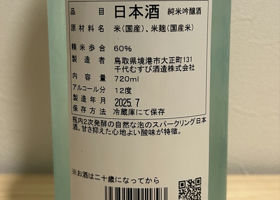 品目 日本酒 純米吟醸酒
原材料名 米(国産)、米麹(国産米)
精米歩合 60%
製造者 鳥取県境港市大正町131
千代むすび酒造株式会社
内容量 720ml
アルコール分 12度
製造年月 2025.7
保存方法 冷蔵庫にて保存
瓶内2次発酵の自然な泡のスパークリング日本
酒。甘さ抑えた心地よい酸味が特徴。
※お酒は二十歳になってから